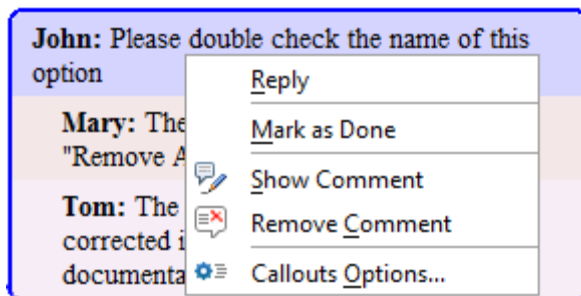 John: Please double check the name of this
option
Mary: The
"Remove A
Tom: The
corrected i
documenta
Reply
Mark as Done
Show Comment
Remove Comment
Callouts Options...